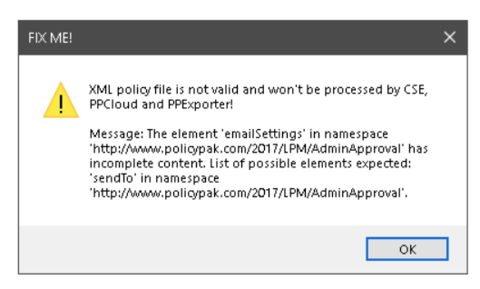 FIX ME!
XML policy file is not valid and won't be processed by CSE,
PPCloud and PPExporter!
Message: The element 'emailSettings' in namespace
'http://www.policypak.com/2017/LPM/AdminApproval' has
incomplete content. List of possible elements expected:
'sendTo' in namespace
'http://www.policypak.com/2017/LPM/AdminApproval'.
OK